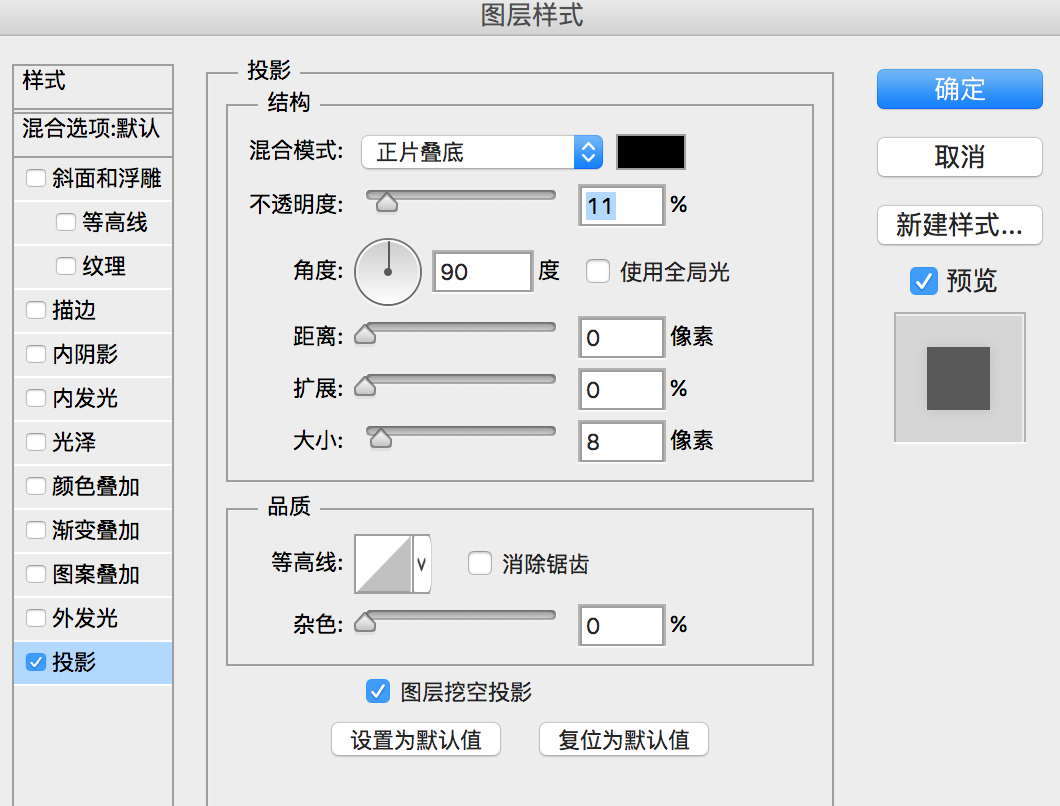 图层样式
样式
混合选项:默认
斜面和浮雕
等高线
纹理
描边
内阴影
内发光
光泽
颜色叠加
渐变叠加
图案叠加
外发光
投影
投影
结构
混合模式: 正片叠底
不透明度: 11 %
角度: 90 度 使用全局光
距离: 0 像素
扩展: 0 %
大小: 8 像素
品质
等高线: 消除锯齿
杂色: 0 %
图层挖空投影
设置为默认值 复位为默认值
确定
取消
新建样式...
预览